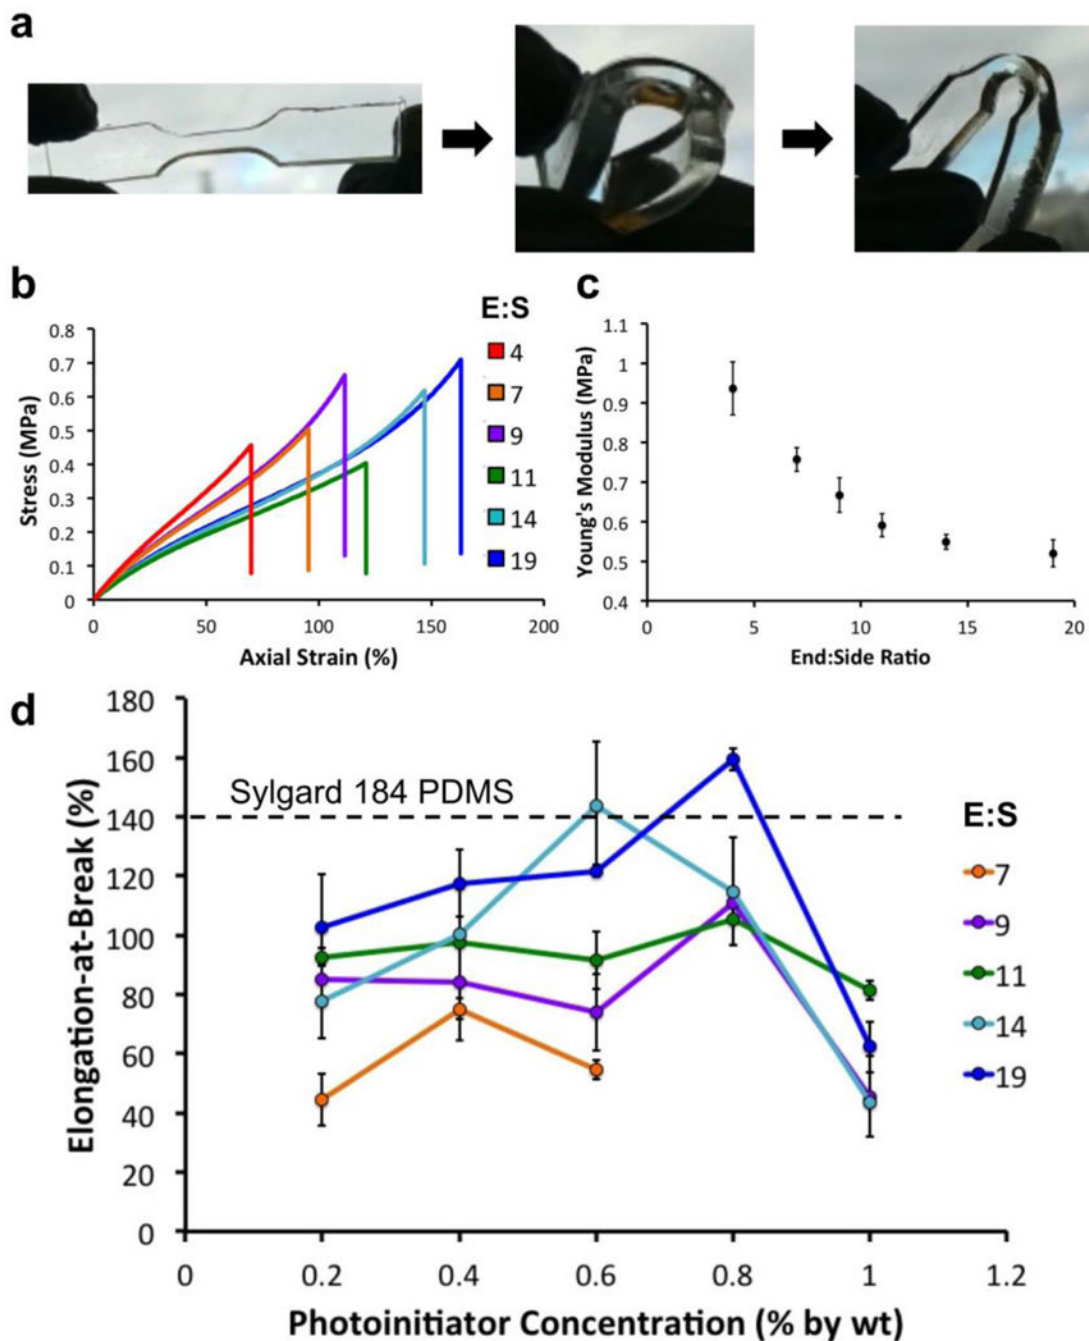 a
b
E:S
4
7
9
11
14
19
Stress (MPa)
0.8
0.7
0.6
0.5
0.4
0.3
0.2
0.1
0
0 50 100 150 200
Axial Strain (%)
c
Young's Modulus (MPa)
1.1
1
0.9
0.8
0.7
0.6
0.5
0.4
0 5 10 15 20
End:Side Ratio
d
Elongation-at-Break (%)
180
160
140
120
100
80
60
40
20
0
Sylgard 184 PDMS
E:S
7
9
11
14
19
0 0.2 0.4 0.6 0.8 1 1.2
Photoinitiator Concentration (% by wt)